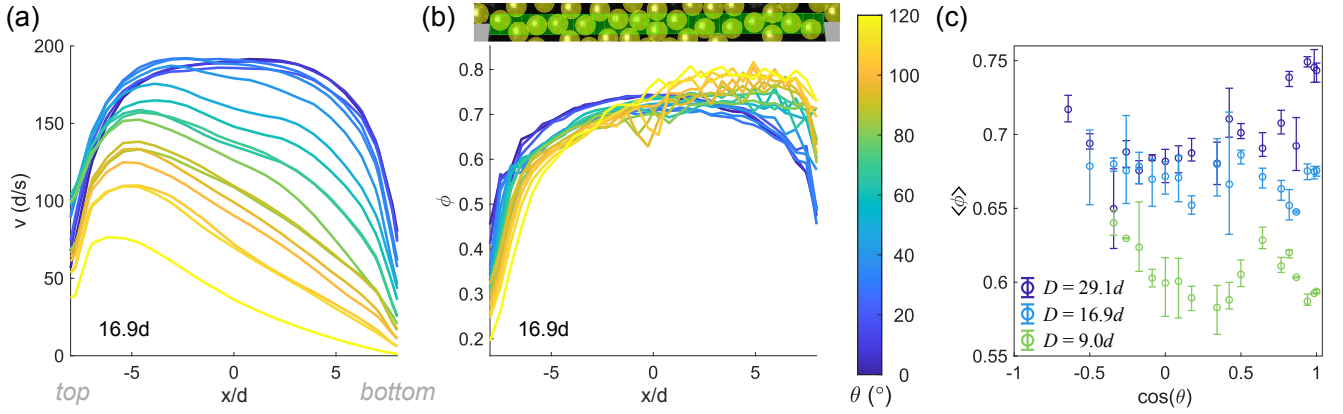 (a)
200
150
100
50
0
v (d/s)
16.9d
-5
0
5
top
x/d
bottom
(b)
0.8
0.7
0.6
0.5
0.4
0.3
0.2
ϕ
16.9d
-5
0
5
x/d
120
100
80
60
40
20
0
θ (°)
(c)
0.75
0.7
0.65
0.6
0.55
⟨ϕ⟩
D = 29.1d
D = 16.9d
D = 9.0d
-1
0
0.5
1
cos(θ)